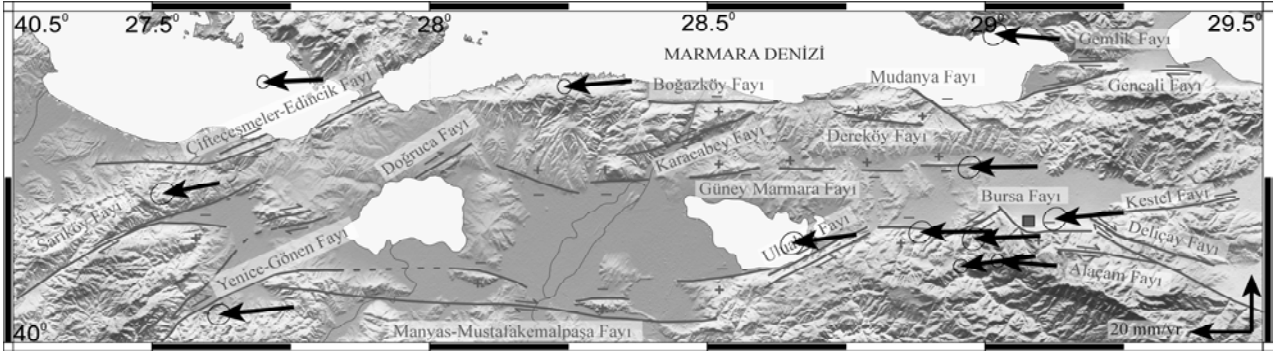 40.5
27.5°
28°
28.5°
29°
29.5°
MARMARA DENİZİ
Gemlik Fayı
Gencali Fayı
Mudanya Fayı
Boğazköy Fayı
Çifteçeşmeler-Edincik Fayı
Doğruca Fayı
Karacabey Fayı
Dereköy Fayı
Güney Marmara Fayı
Bursa Fayı
Kestel Fayı
Sarıköy Fayı
Deliçay Fayı
Yenice-Gönen Fayı
Fayı
Alaçam Fayı
Manyas-Mustafakemalpaşa Fayı
20 mm/yr
40°